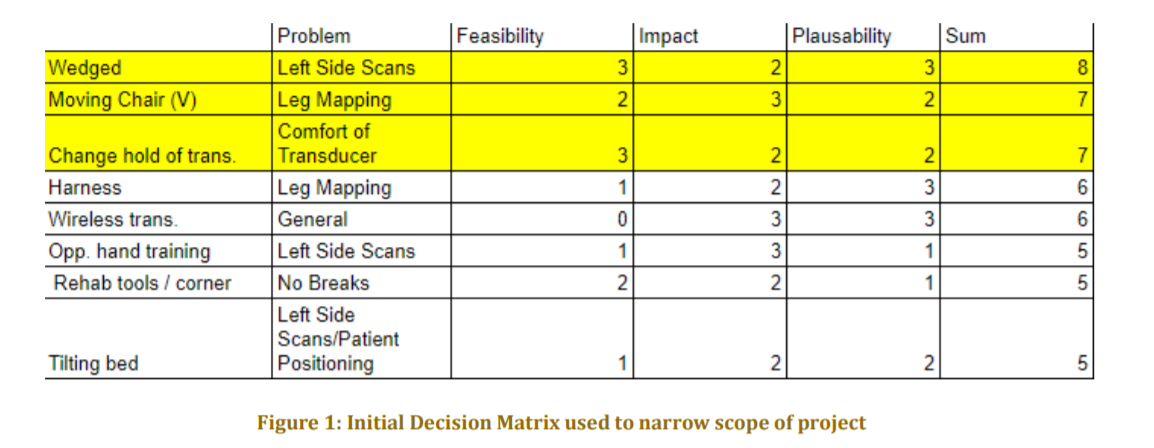 Problem Feasibility Impact Plausability Sum
Wedged Left Side Scans 3 2 3 8
Moving Chair (V) Leg Mapping 2 3 2 7
Comfort of
Change hold of trans. Transducer 3 2 2 7
Harness Leg Mapping 1 2 3 6
Wireless trans. General 0 3 3 6
Opp. hand training Left Side Scans 1 3 1 5
Rehab tools / corner No Breaks 2 2 1 5
Left Side
Scans/Patient
Tilting bed Positioning 1 2 2 5
Figure 1: Initial Decision Matrix used to narrow scope of project